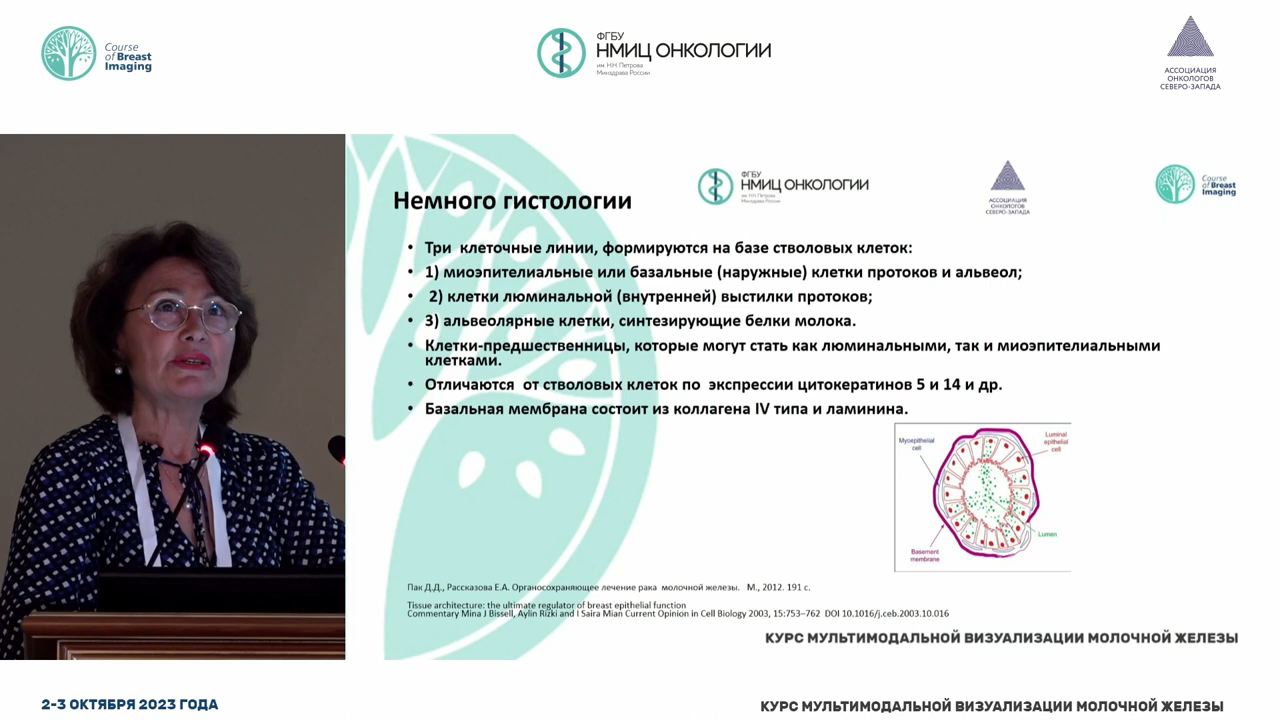 Course
of Breast
Imaging
ФГБУ
НМИЦ ОНКОЛОГИИ
им. Н.Н. Петрова
Минздрава России
АССОЦИАЦИЯ
ОНКОЛОГОВ
СЕВЕРО-ЗАПАДА
Немного гистологии
ФГБУ
НМИЦ ОНКОЛОГИИ
им. Н.Н. Петрова
Минздрава России
АССОЦИАЦИЯ
ОНКОЛОГОВ
СЕВЕРО-ЗАПАДА
Course
of Breast
Imaging
• Три клеточные линии, формируются на базе стволовых клеток:
• 1) миоэпителиальные или базальные (наружные) клетки протоков и альвеол;
• 2) клетки люминальной (внутренней) выстилки протоков;
• 3) альвеолярные клетки, синтезирующие белки молока.
• Клетки-предшественницы, которые могут стать как люминальными, так и миоэпителиальными
клетками.
• Отличаются от стволовых клеток по экспрессии цитокератинов 5 и 14 и др.
• Базальная мембрана состоит из коллагена IV типа и ламинина.
Myoepithelial
cell
Luminal
epithelial
cell
Lumen
Basement
membrane
Пак Д.Д., Рассказова Е.А. Органосохраняющее лечение рака молочной железы. М., 2012. 191 с.
Tissue architecture: the ultimate regulator of breast epithelial function
Commentary Mina J Bissell, Aylin Rizki and I Saira Mian Current Opinion in Cell Biology 2003, 15:753–762 DOI 10.1016/j.ceb.2003.10.016
КУРС МУЛЬТИМОДАЛЬНОЙ ВИЗУАЛИЗАЦИИ МОЛОЧНОЙ ЖЕЛЕЗЫ
2-3 ОКТЯБРЯ 2023 ГОДА
КУРС МУЛЬТИМОДАЛЬНОЙ ВИЗУАЛИЗАЦИИ МОЛОЧНОЙ ЖЕЛЕЗЫ